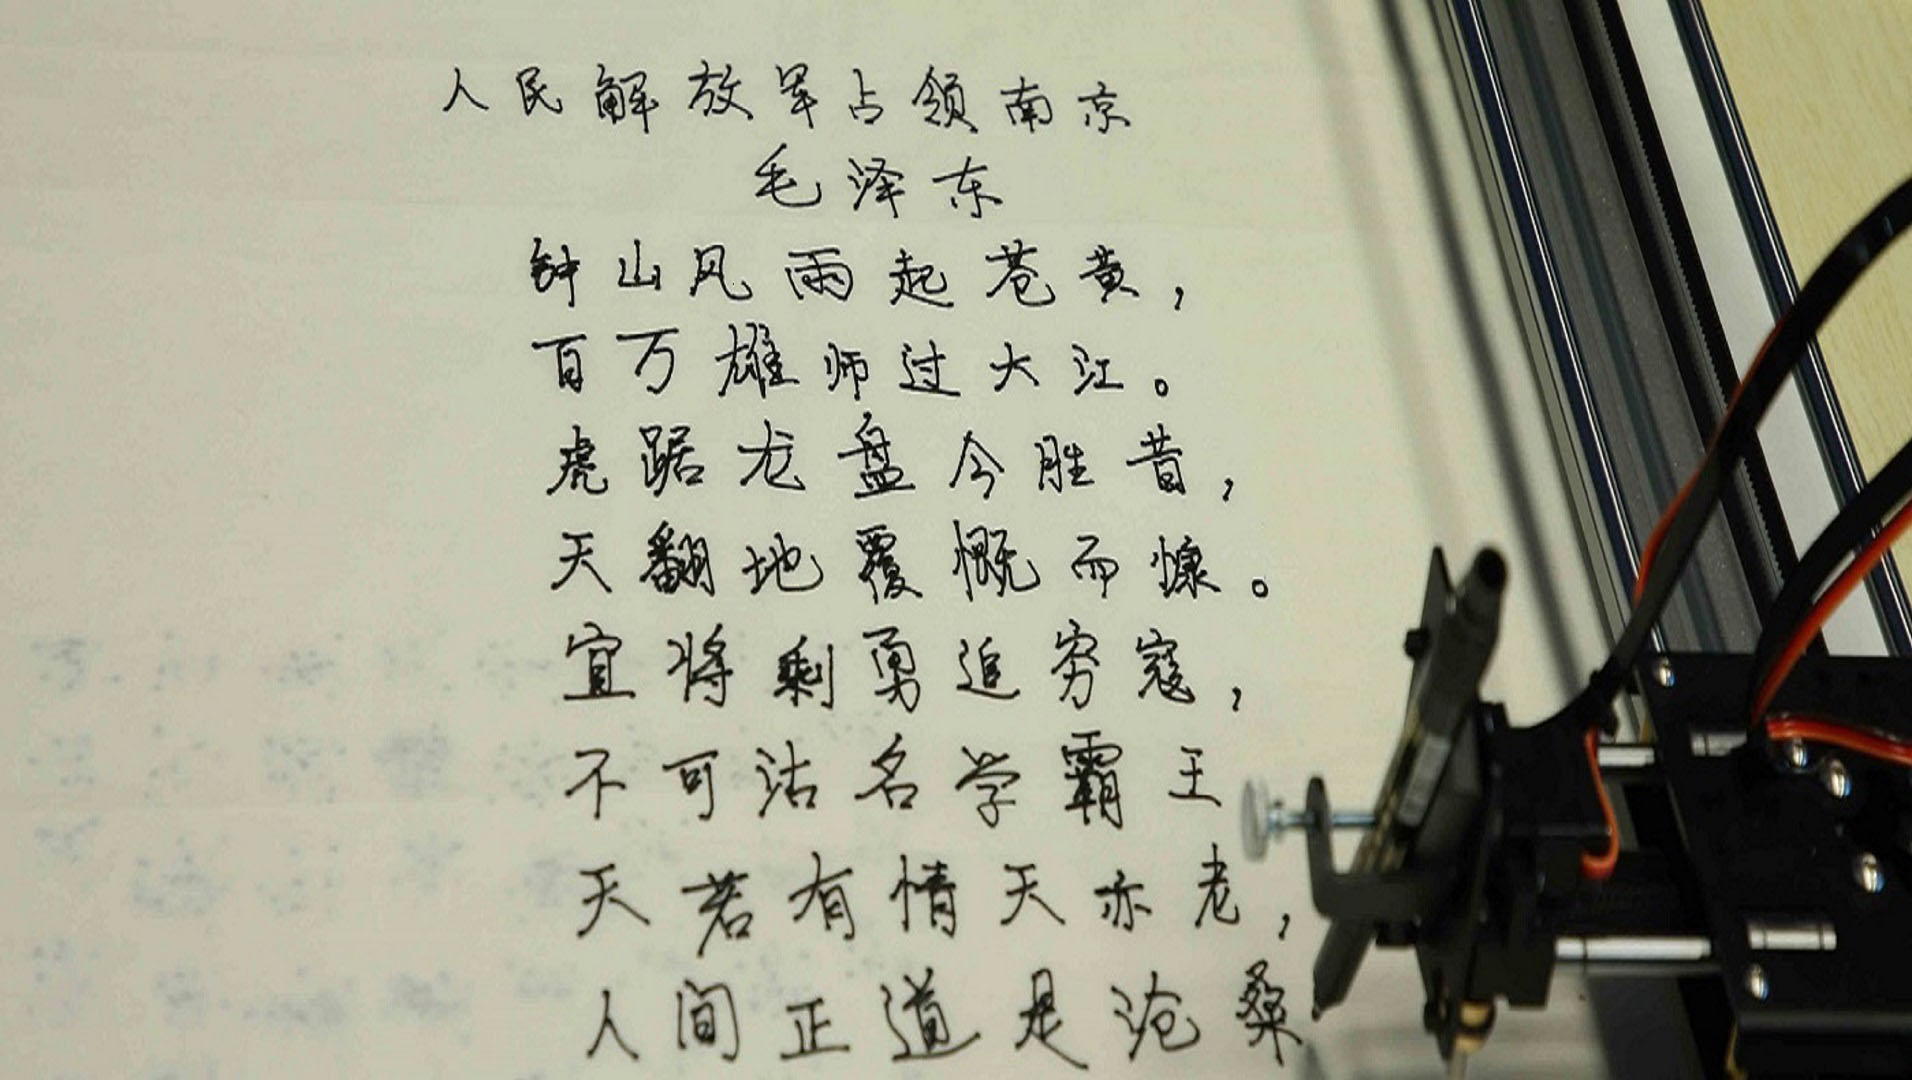 人民解放军占领南京
毛泽东
钟山风雨起苍黄，
百万雄师过大江。
虎踞龙盘今胜昔，
天翻地覆慨而慷。
宜将剩勇追穷寇，
不可沽名学霸王
天若有情天亦老，
人间正道是沧桑